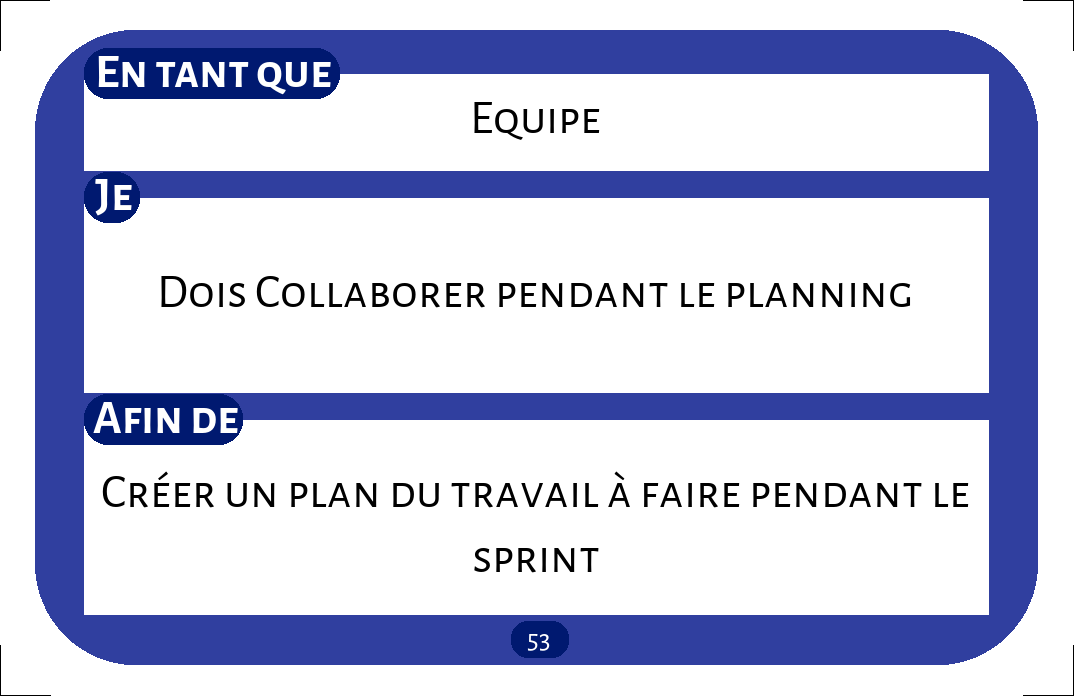 En tant que
Equipe
Je
Dois Collaborer pendant le planning
Afin de
Créer un plan du travail à faire pendant le
sprint
53